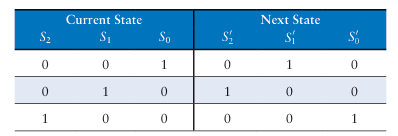 Current State Next State
S₂ S₁ S₀ S′₂ S′₁ S′₀
0 0 1 0 1 0
0 1 0 1 0 0
1 0 0 0 0 1